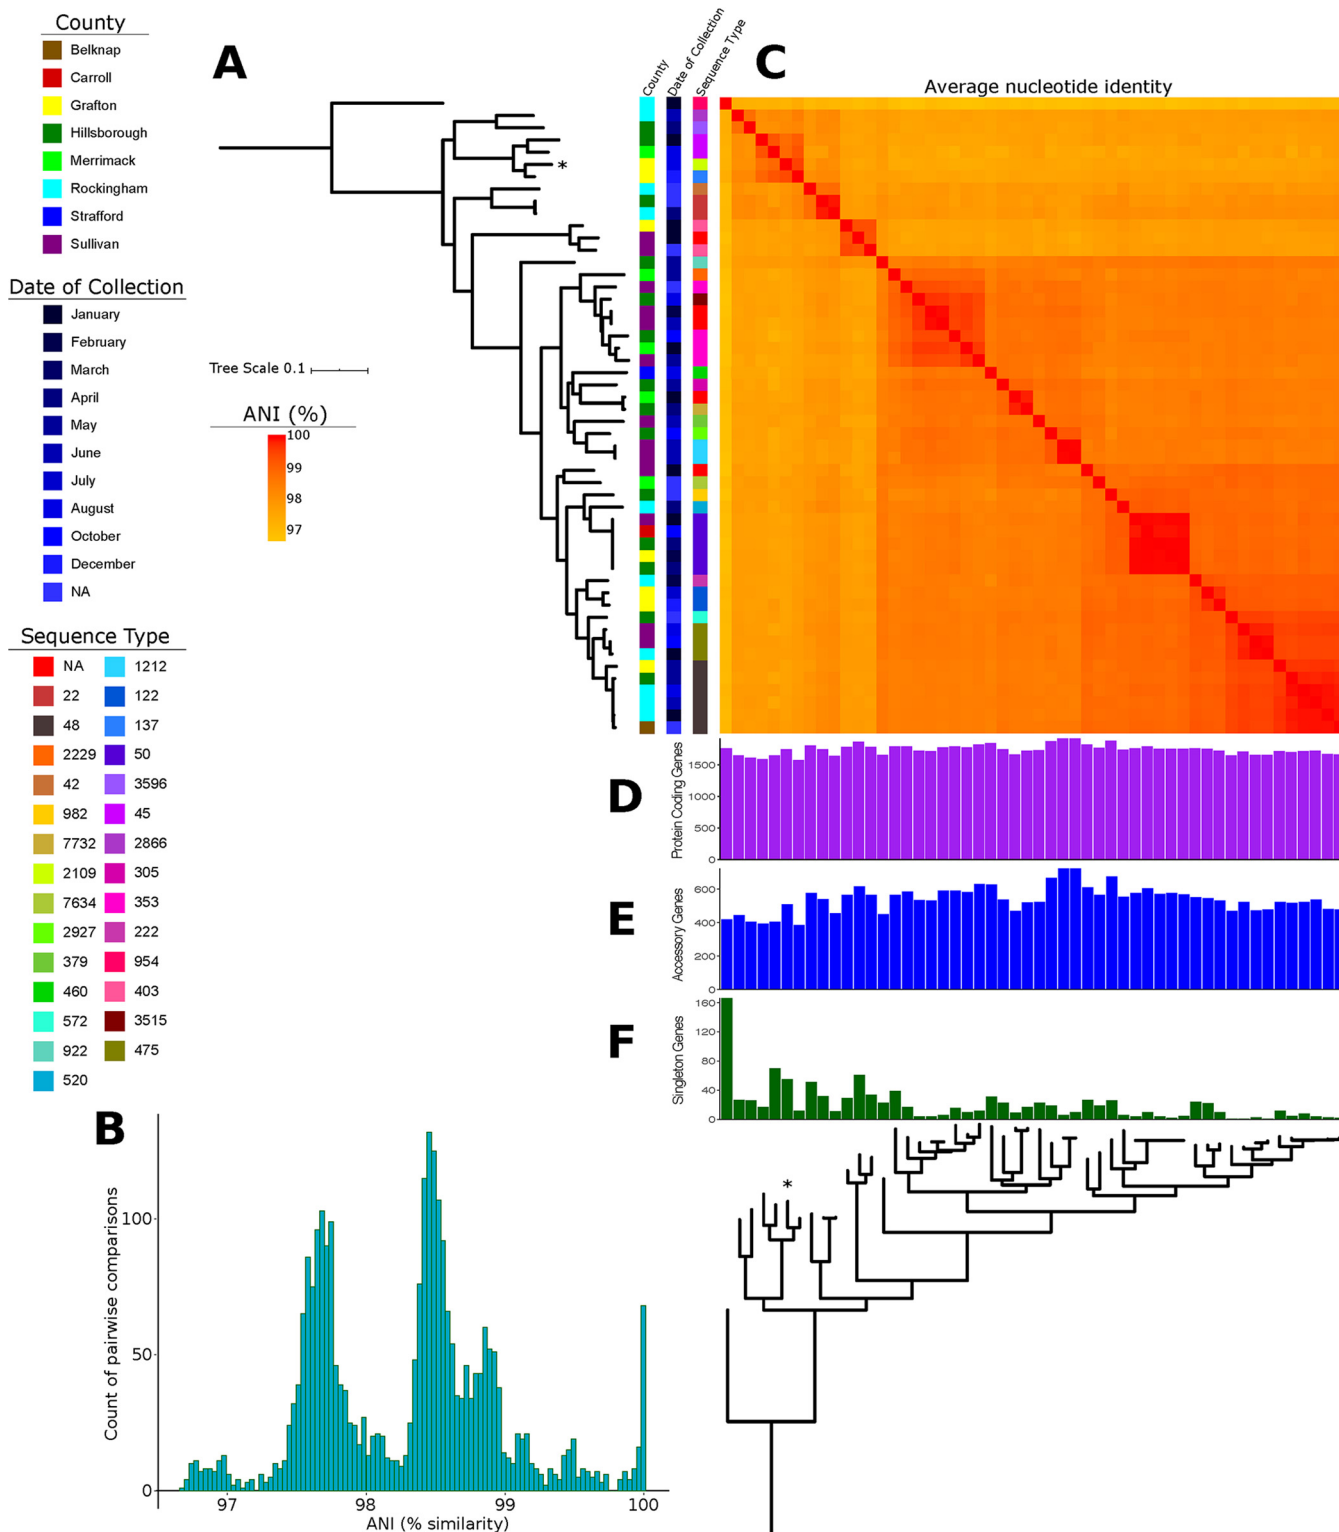 County
Belknap
Carroll
Grafton
Hillsborough
Merrimack
Rockingham
Strafford
Sullivan
Date of Collection
January
February
March
April
May
June
July
August
October
December
NA
Sequence Type
NA
22
48
2229
42
982
7732
2109
7634
2927
379
460
572
922
520
1212
122
137
50
3596
45
2866
305
353
222
954
403
3515
475
A
*
Tree Scale 0.1
ANI (%)
100
99
98
97
County
Date of Collection
Sequence Type
C
Average nucleotide identity
D
Protein Coding Genes
1500
1000
500
0
E
Accessory Genes
600
400
200
0
F
Singleton Genes
160
120
80
40
0
*
B
Count of pairwise comparisons
100
50
0
97
98
99
100
ANI (% similarity)